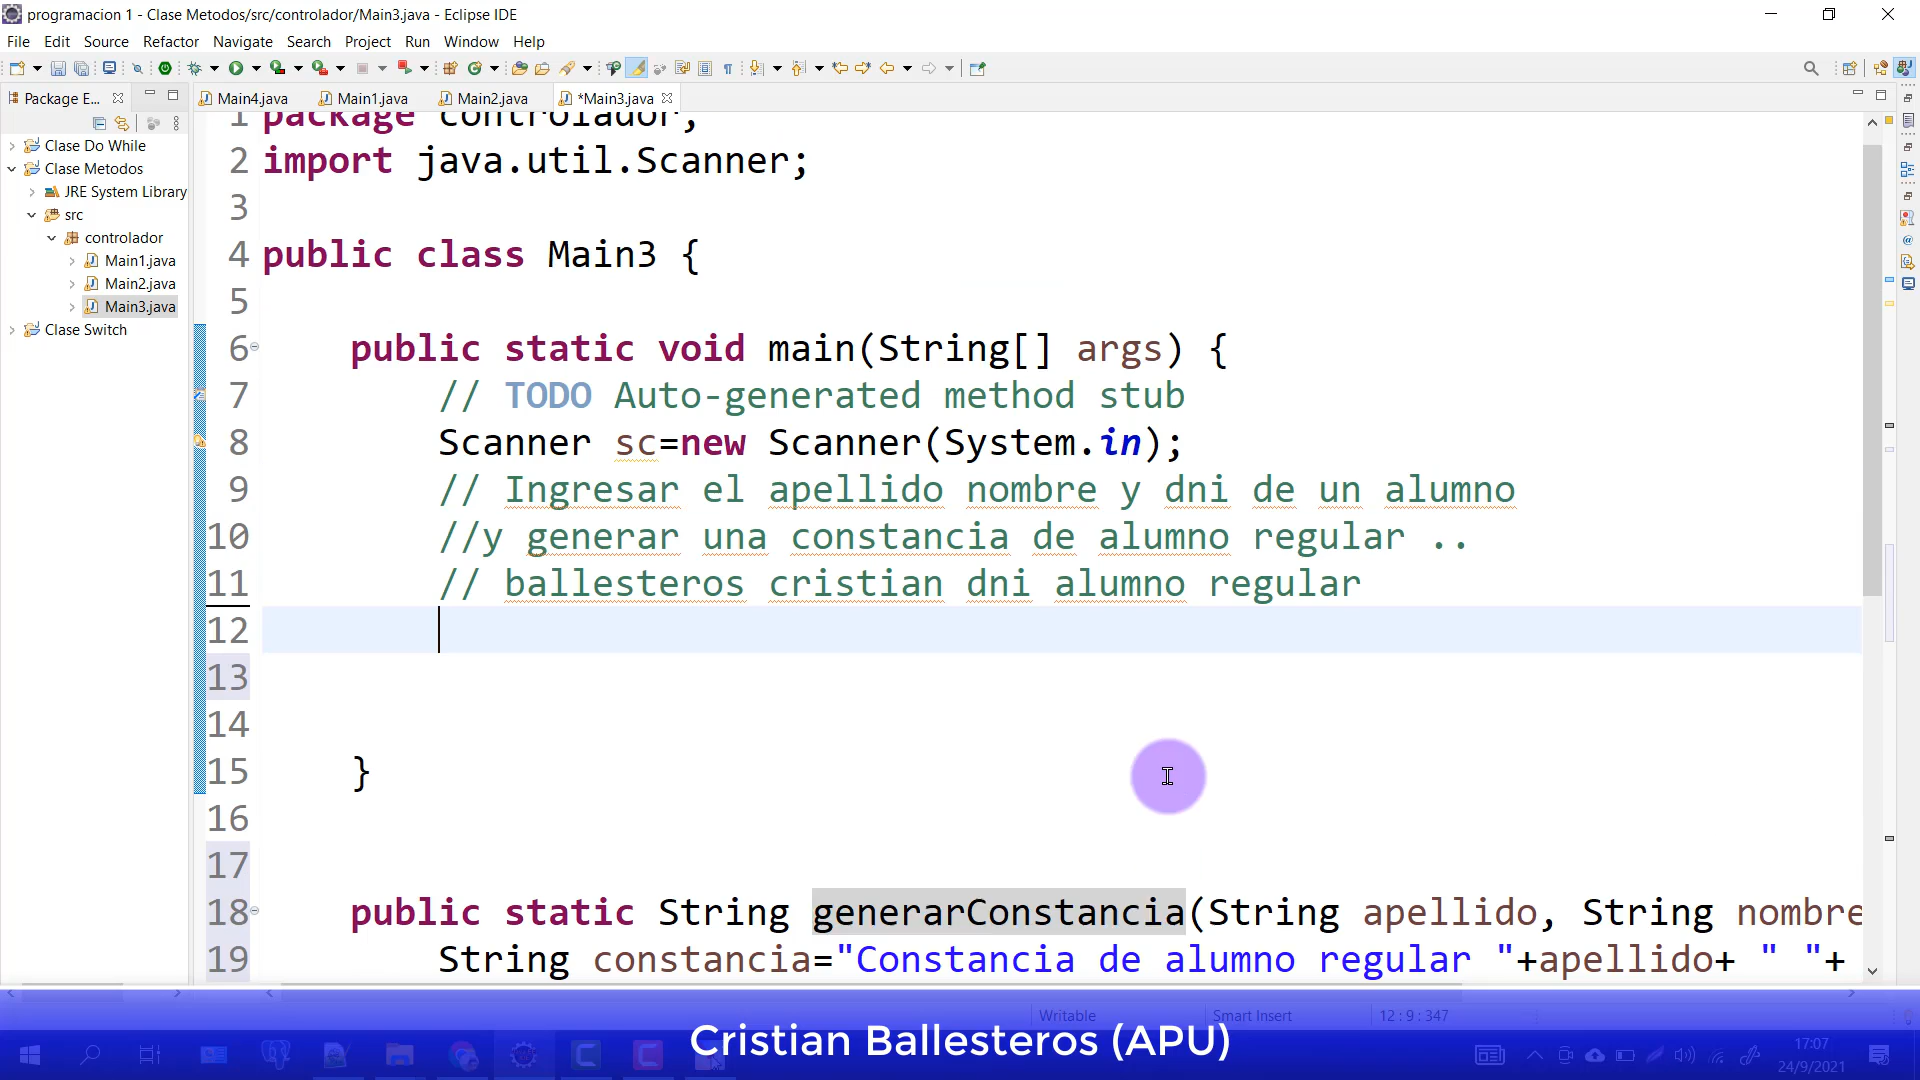 programacion 1 - Clase Metodos/src/controlador/Main3.java - Eclipse IDE
File Edit Source Refactor Navigate Search Project Run Window Help
Package E...
Main4.java Main1.java Main2.java *Main3.java
Clase Do While
Clase Metodos
JRE System Library
src
controlador
Main1.java
Main2.java
Main3.java
Clase Switch
1 package controlador;
2 import java.util.Scanner;
3
4 public class Main3 {
5
6 public static void main(String[] args) {
7 // TODO Auto-generated method stub
8 Scanner sc=new Scanner(System.in);
9 // Ingresar el apellido nombre y dni de un alumno
10 //y generar una constancia de alumno regular ..
11 // ballesteros cristian dni alumno regular
12
13
14
15 }
16
17
18 public static String generarConstancia(String apellido, String nombre
19 String constancia="Constancia de alumno regular "+apellido+ " "+
Writable Smart Insert 12 : 9 : 347
Cristian Ballesteros (APU)
17:07
24/9/2021